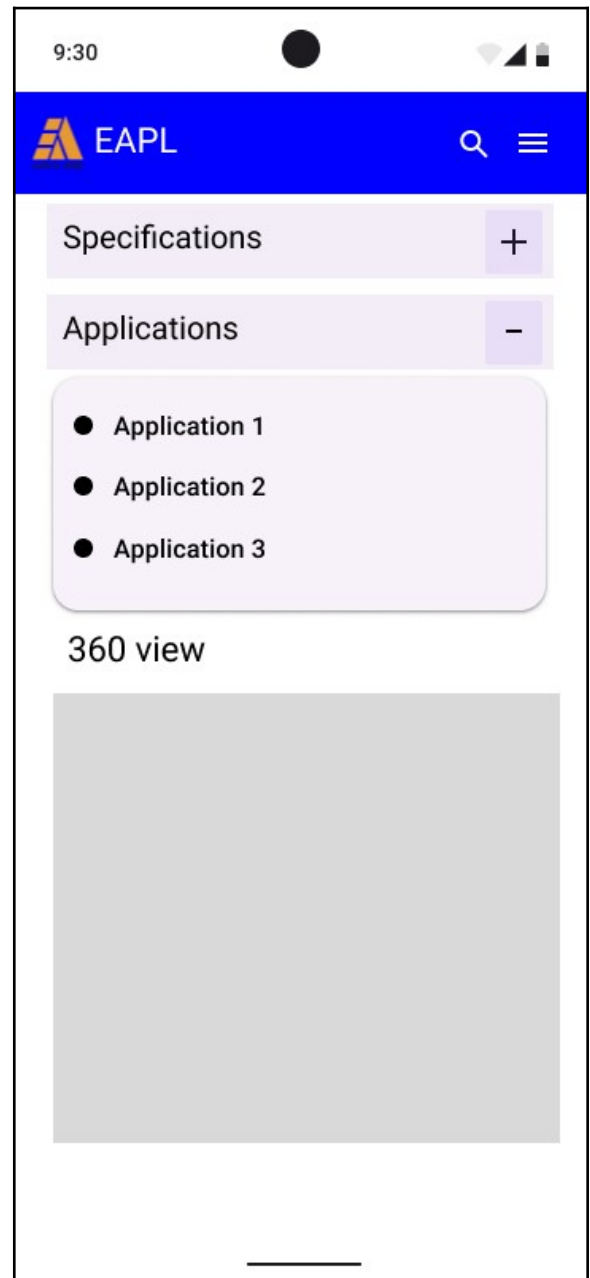 9:30
EAPL
Specifications +
Applications -
Application 1
Application 2
Application 3
360 view